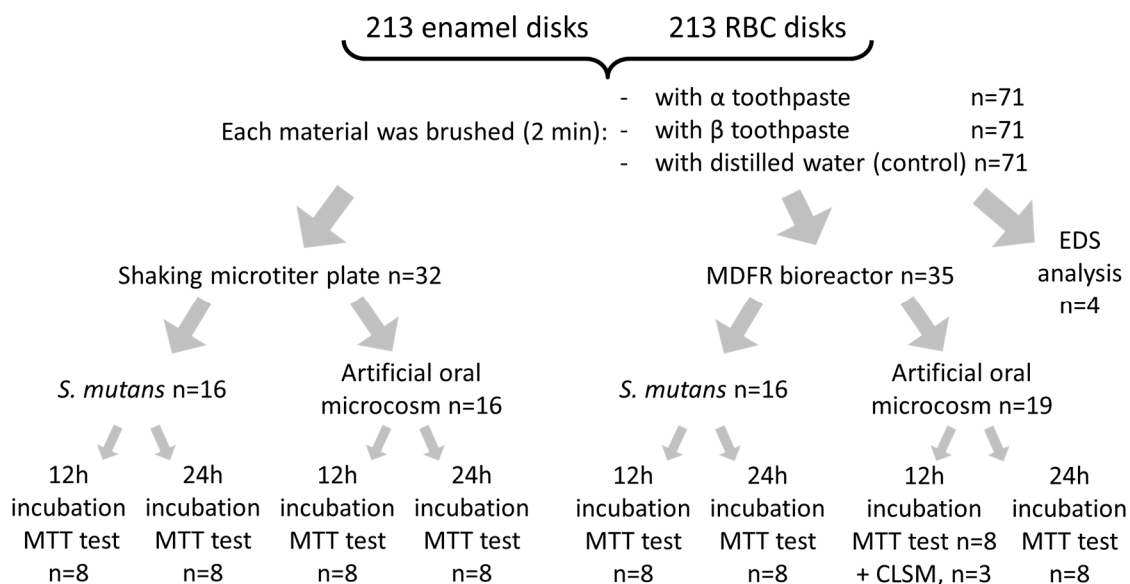 213 enamel disks
213 RBC disks
Each material was brushed (2 min):
- with α toothpaste n=71
- with β toothpaste n=71
- with distilled water (control) n=71
Shaking microtiter plate n=32
MDFR bioreactor n=35
EDS
analysis
n=4
S. mutans n=16
Artificial oral
microcosm n=16
S. mutans n=16
Artificial oral
microcosm n=19
12h
incubation
MTT test
n=8
24h
incubation
MTT test
n=8
12h
incubation
MTT test
n=8
24h
incubation
MTT test
n=8
12h
incubation
MTT test
n=8
24h
incubation
MTT test
n=8
12h
incubation
MTT test n=8
+ CLSM, n=3
24h
incubation
MTT test
n=8